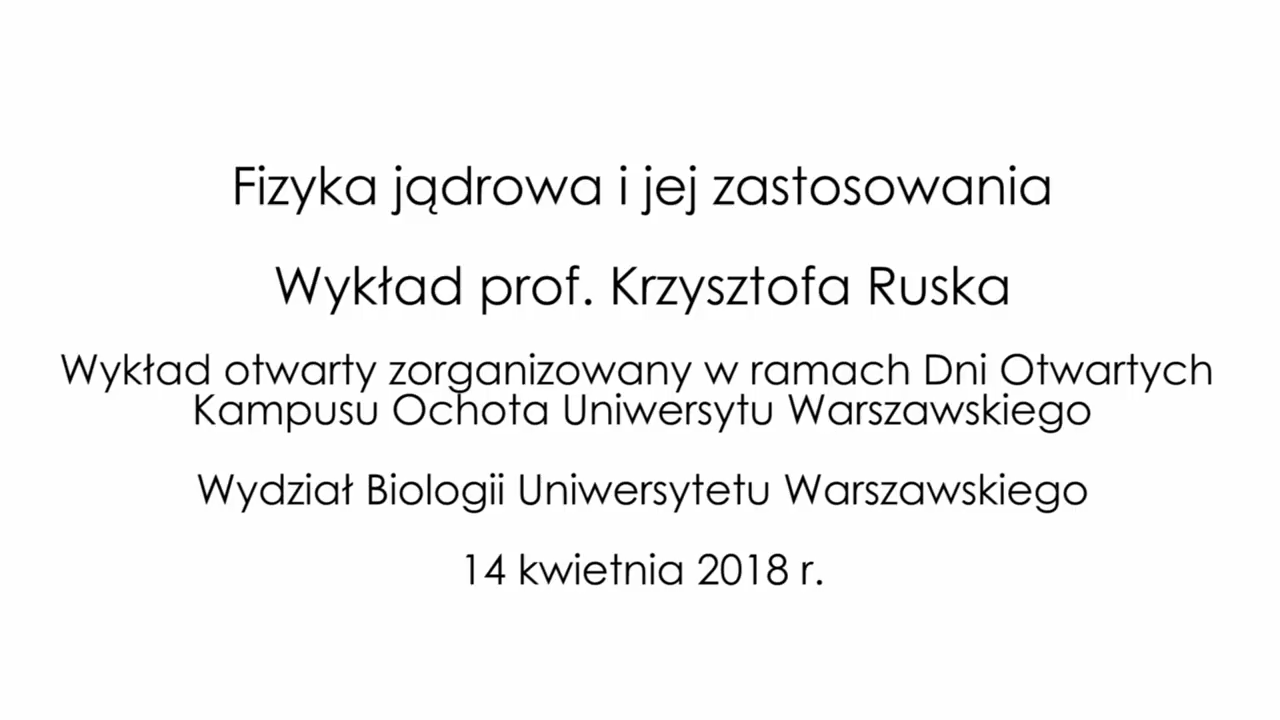 Fizyka jądrowa i jej zastosowania
Wykład prof. Krzysztofa Ruska
Wykład otwarty zorganizowany w ramach Dni Otwartych
Kampusu Ochota Uniwersytu Warszawskiego
Wydział Biologii Uniwersytetu Warszawskiego
14 kwietnia 2018 r.